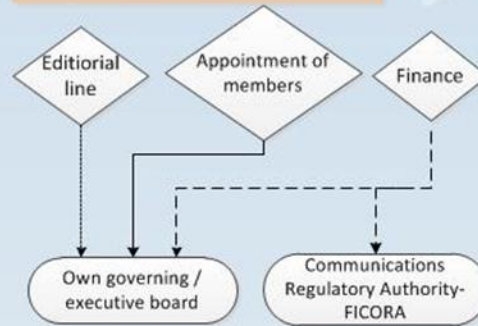 Editiorial
line
Appointment of
members
Finance
Own governing /
executive board
Communications
Regulatory Authority-
FICORA